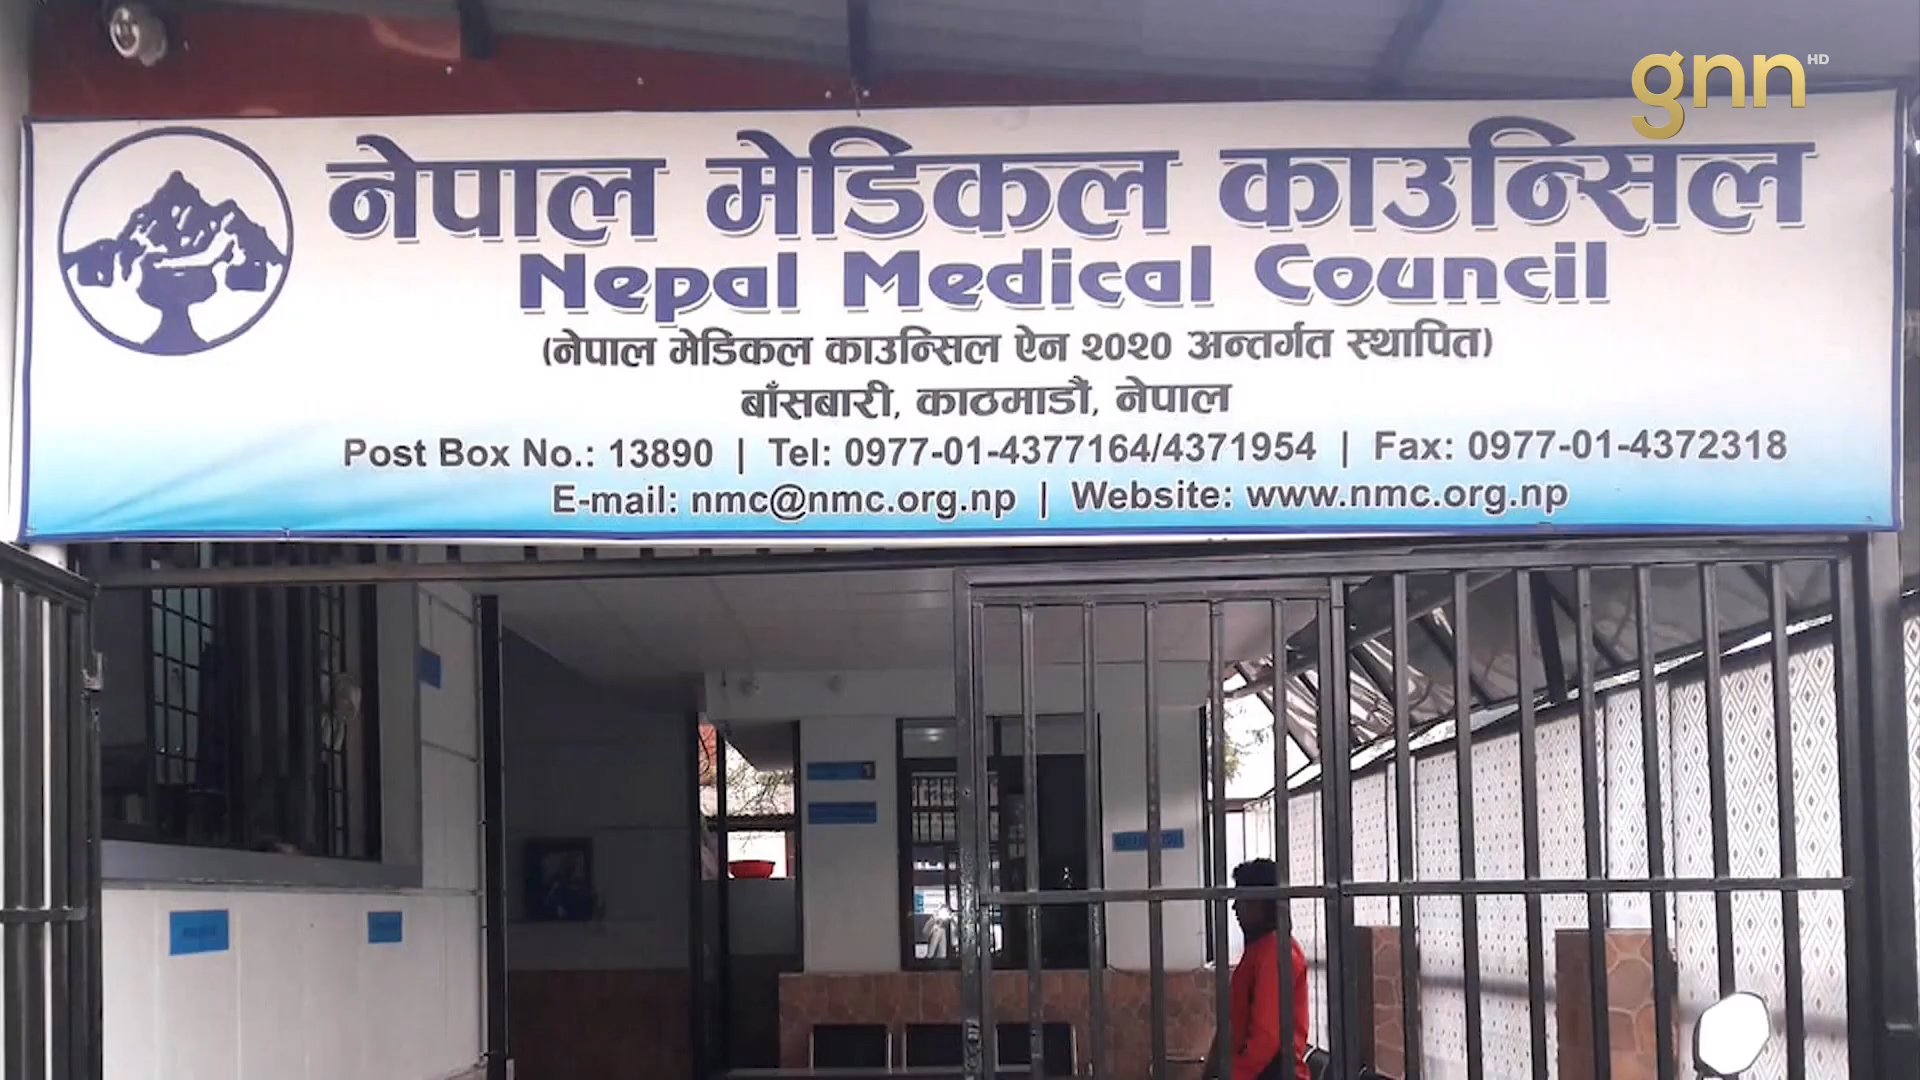 gnn HD
नेपाल मेडिकल काउन्सिल
Nepal Medical Council
(नेपाल मेडिकल काउन्सिल ऐन २०२० अन्तर्गत स्थापित)
बाँसबारी, काठमाडौं, नेपाल
Post Box No.: 13890 | Tel: 0977-01-4377164/4371954 | Fax: 0977-01-4372318
E-mail: nmc@nmc.org.np | Website: www.nmc.org.np